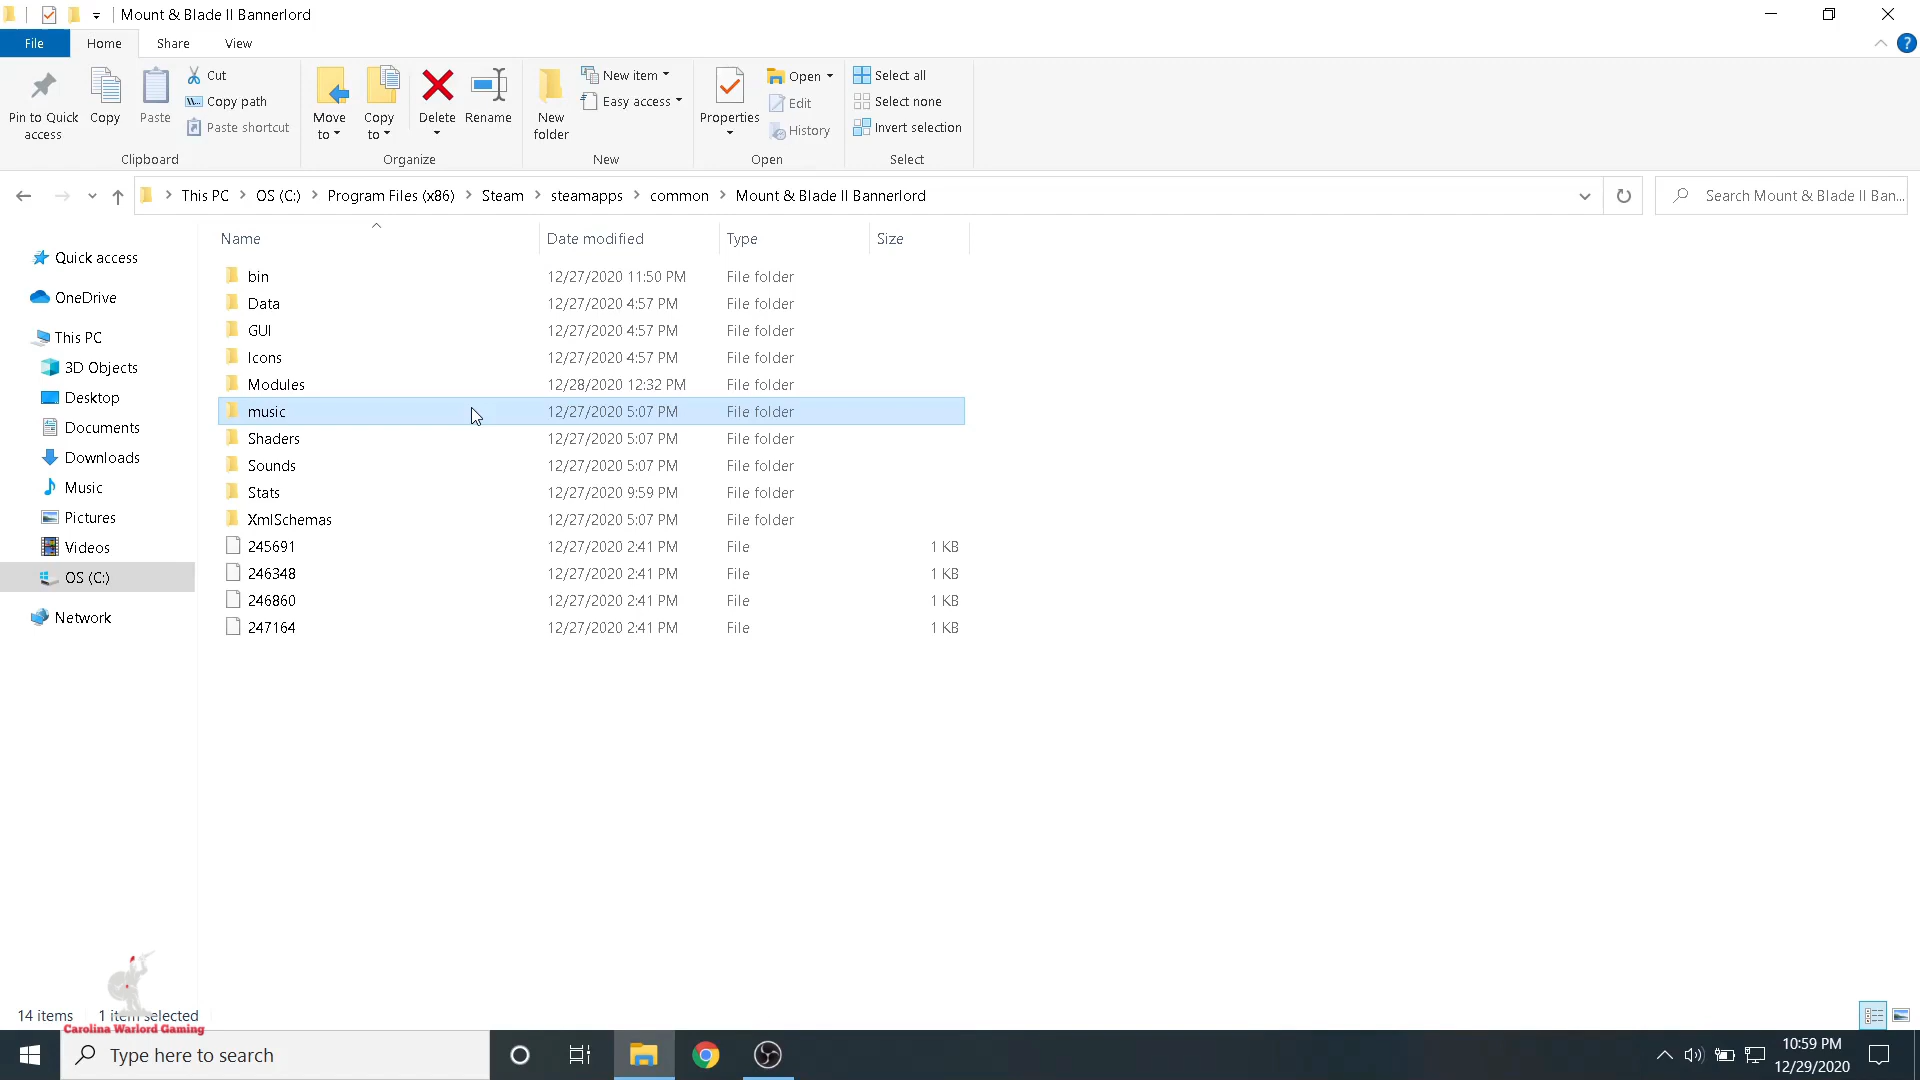 Mount & Blade II Bannerlord
File Home Share View
Pin to Quick access
Copy
Paste
Cut
Copy path
Paste shortcut
Move to
Copy to
Delete
Rename
New folder
New item
Easy access
Properties
Open
Edit
History
Select all
Select none
Invert selection
Clipboard Organize New Open Select
This PC OS (C:) Program Files (x86) Steam steamapps common Mount & Blade II Bannerlord
Search Mount & Blade II Ban...
Quick access
OneDrive
This PC
3D Objects
Desktop
Documents
Downloads
Music
Pictures
Videos
OS (C:)
Network
Name Date modified Type Size
bin 12/27/2020 11:50 PM File folder
Data 12/27/2020 4:57 PM File folder
GUI 12/27/2020 4:57 PM File folder
Icons 12/27/2020 4:57 PM File folder
Modules 12/28/2020 12:32 PM File folder
music 12/27/2020 5:07 PM File folder
Shaders 12/27/2020 5:07 PM File folder
Sounds 12/27/2020 5:07 PM File folder
Stats 12/27/2020 9:59 PM File folder
XmlSchemas 12/27/2020 5:07 PM File folder
245691 12/27/2020 2:41 PM File 1 KB
246348 12/27/2020 2:41 PM File 1 KB
246860 12/27/2020 2:41 PM File 1 KB
247164 12/27/2020 2:41 PM File 1 KB
14 items 1 item selected
Carolina Warlord Gaming
Type here to search
10:59 PM
12/29/2020